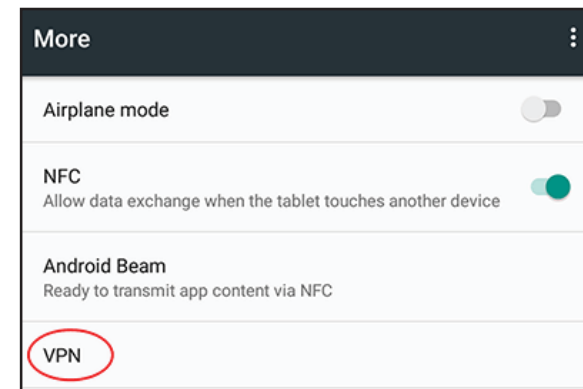 More
Airplane mode
NFC
Allow data exchange when the tablet touches another device
Android Beam
Ready to transmit app content via NFC
VPN